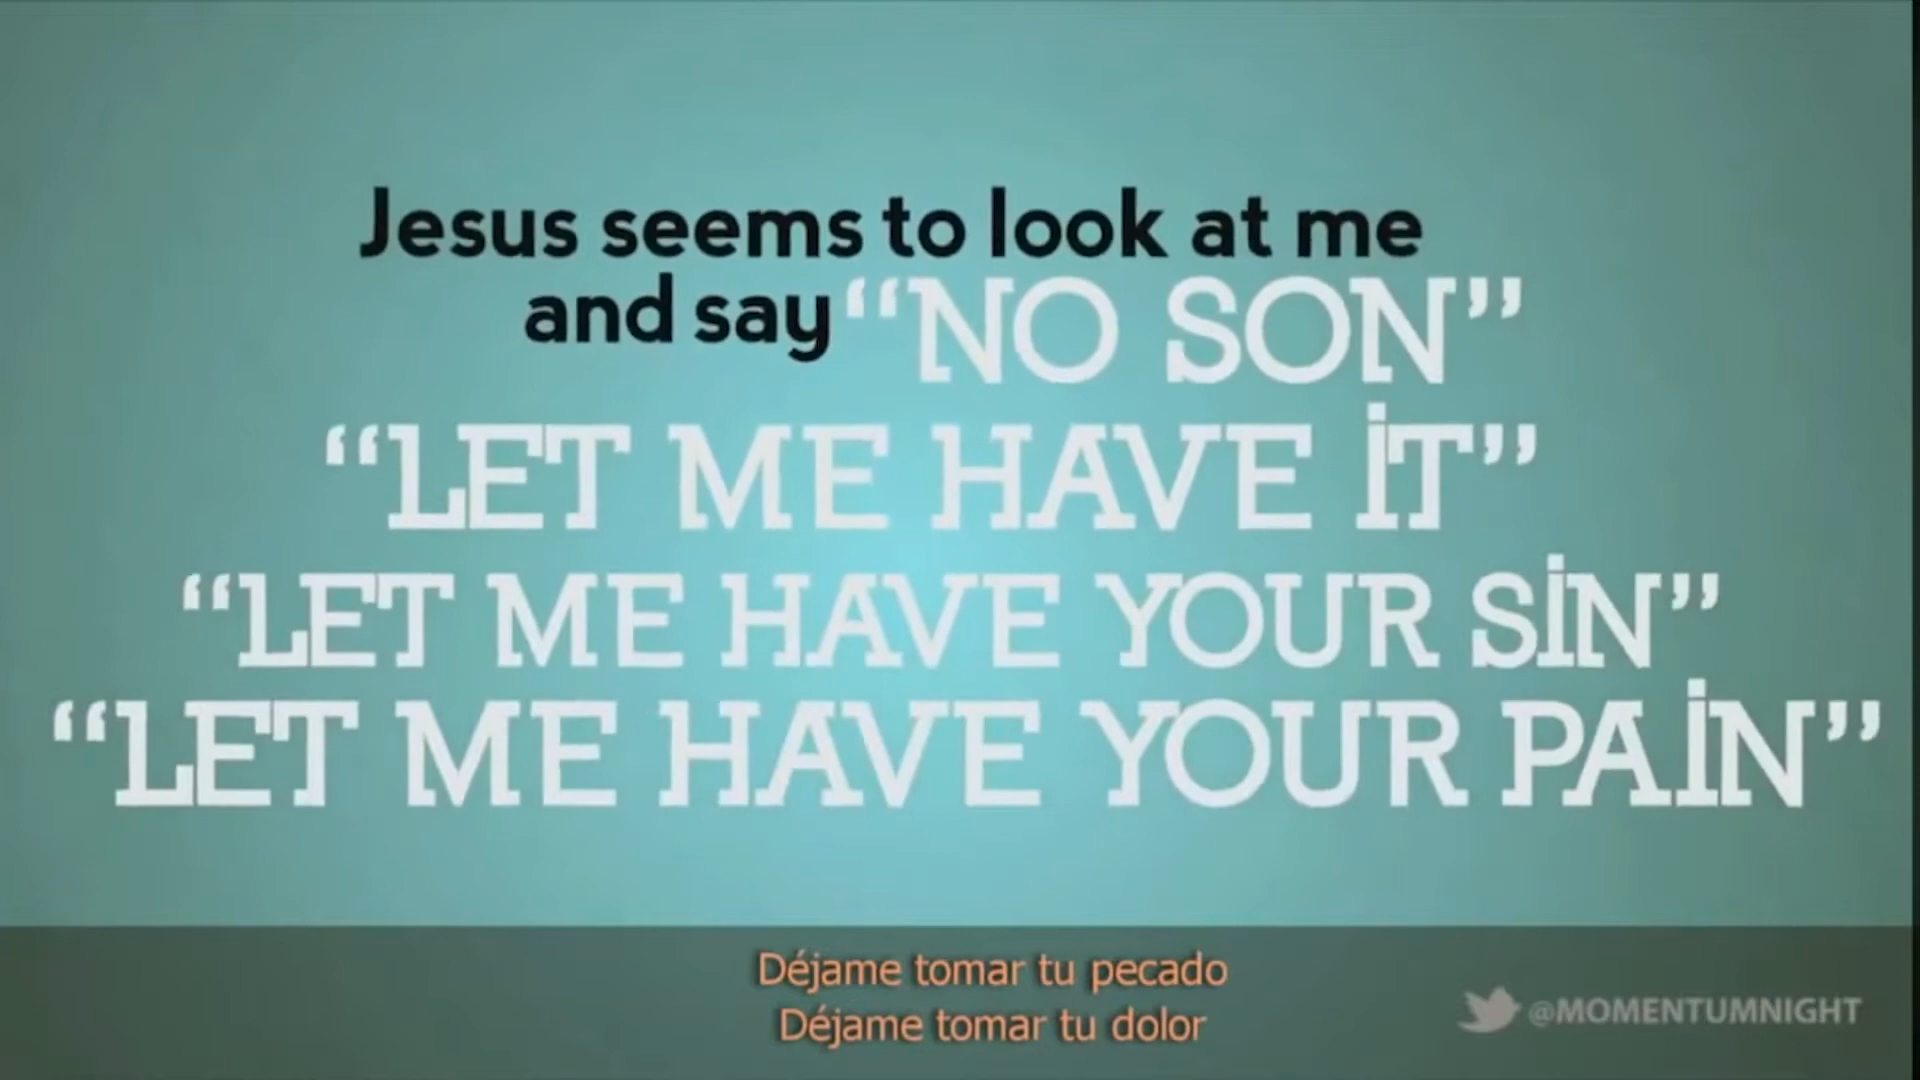 Jesus seems to look at me
and say “NO SON”
“LET ME HAVE IT”
“LET ME HAVE YOUR SIN”
“LET ME HAVE YOUR PAIN”
Déjame tomar tu pecado
Déjame tomar tu dolor
@MOMENTUMNIGHT